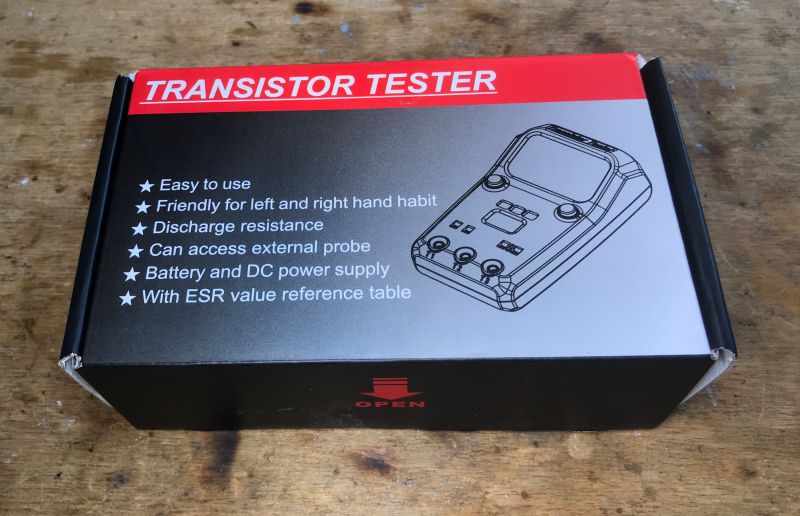 TRANSISTOR TESTER
★ Easy to use
★ Friendly for left and right hand habit
★ Discharge resistance
★ Can access external probe
★ Battery and DC power supply
★ With ESR value reference table
OPEN